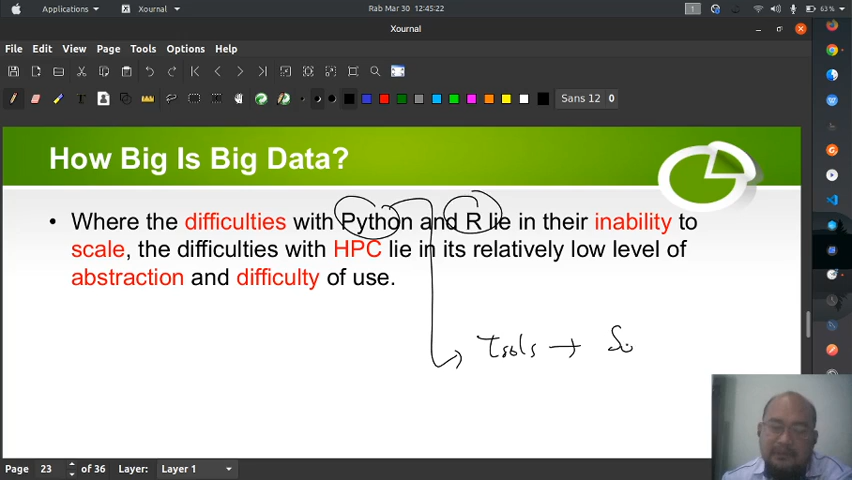 Applications Xournal Rab Mar 30 12:45:22 1 63 %
Xournal
File Edit View Page Tools Options Help
Sans 12 0
How Big Is Big Data?
• Where the difficulties with Python and R lie in their inability to
scale, the difficulties with HPC lie in its relatively low level of
abstraction and difficulty of use.
Tools → So
Page 23 of 36 Layer: Layer 1